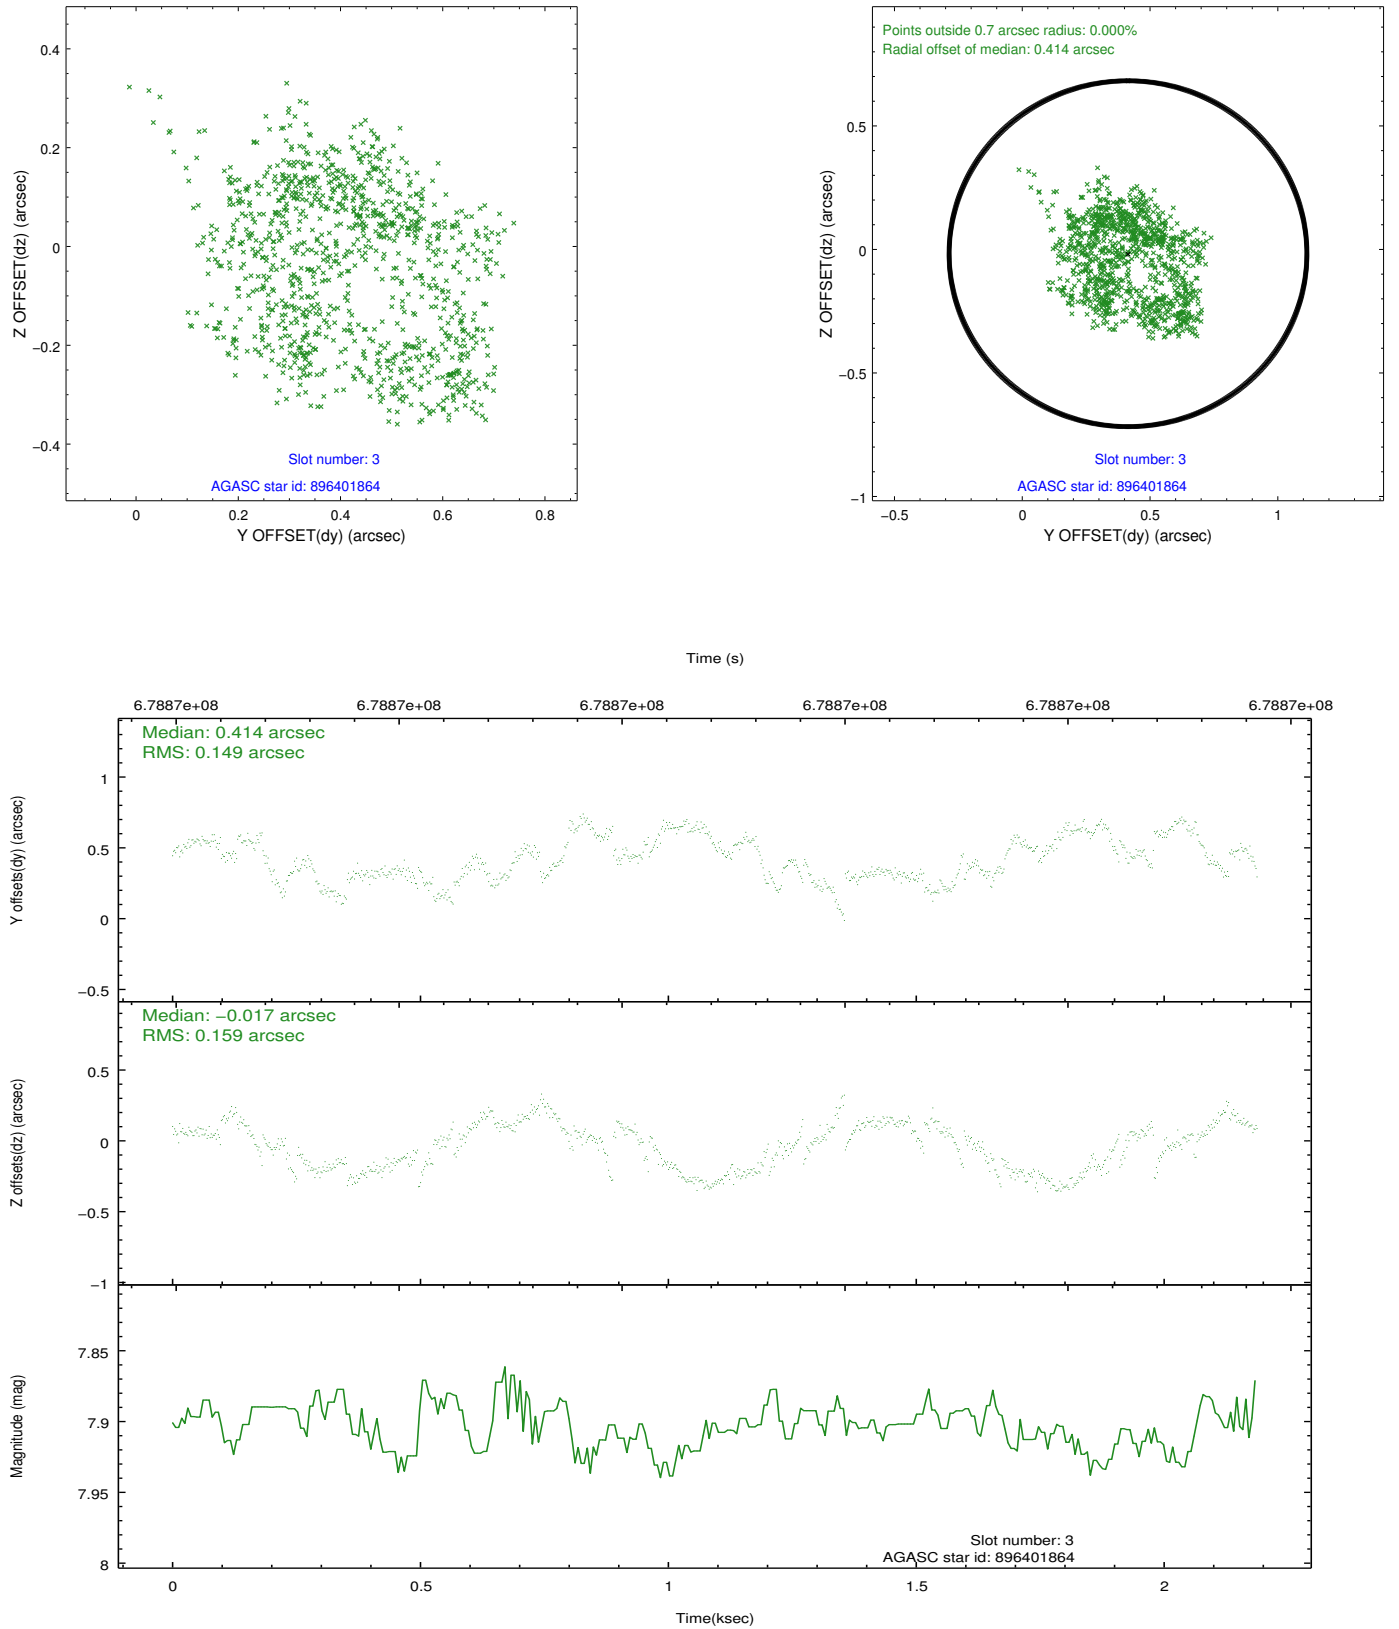 0.4
0.2
0
−0.2
−0.4
Z OFFSET(dz) (arcsec)
Slot number: 3
AGASC star id: 896401864
0
0.2
0.4
0.6
0.8
Y OFFSET(dy) (arcsec)
Points outside 0.7 arcsec radius: 0.000%
Radial offset of median: 0.414 arcsec
0.5
0
−0.5
−1
Z OFFSET(dz) (arcsec)
Slot number: 3
AGASC star id: 896401864
−0.5
0
0.5
1
Y OFFSET(dy) (arcsec)
Time (s)
6.7887e+08
6.7887e+08
6.7887e+08
6.7887e+08
6.7887e+08
6.7887e+08
Median: 0.414 arcsec
RMS: 0.149 arcsec
1
0.5
0
−0.5
Y offsets(dy) (arcsec)
Median: −0.017 arcsec
RMS: 0.159 arcsec
0.5
0
−0.5
−1
Z offsets(dz) (arcsec)
7.85
7.9
7.95
8
Magnitude (mag)
Slot number: 3
AGASC star id: 896401864
0
0.5
1
1.5
2
Time(ksec)